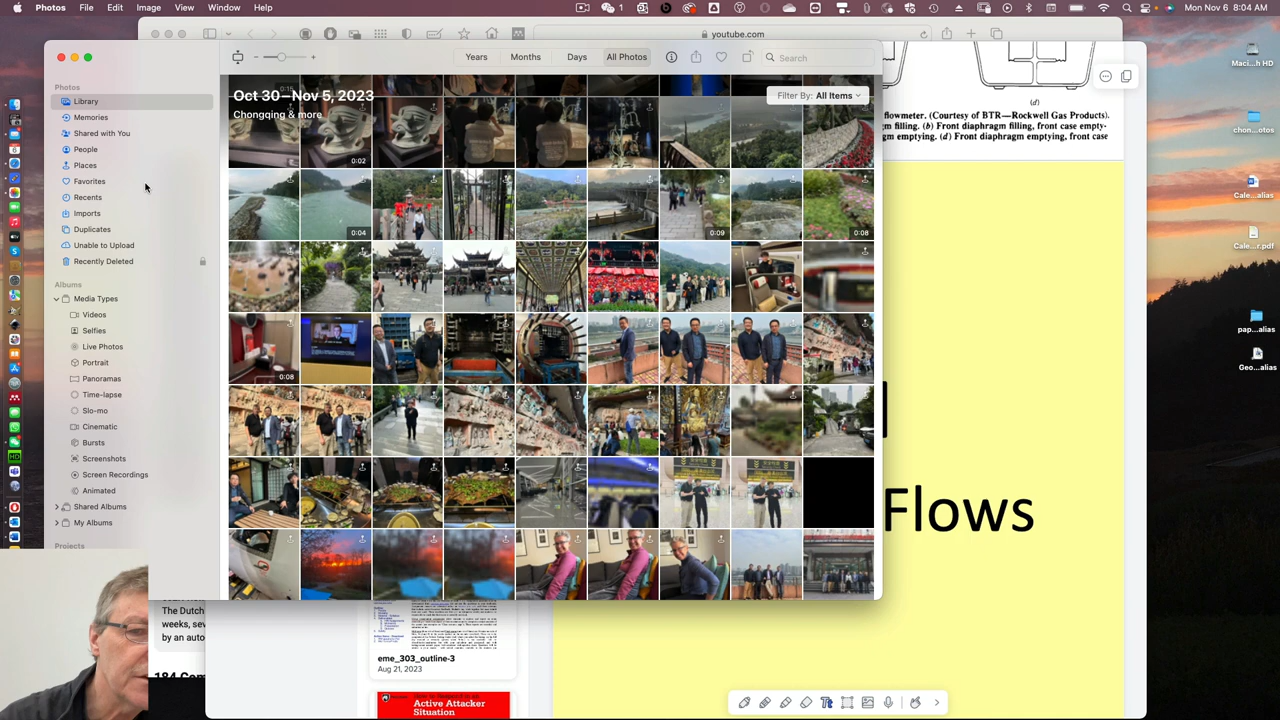 Photos File Edit Image View Window Help
1
Mon Nov 6 8:04 AM
youtube.com
Years Months Days All Photos
Search
Photos
Library
Memories
Shared with You
People
Places
Favorites
Recents
Imports
Duplicates
Unable to Upload
Recently Deleted
Albums
Media Types
Videos
Selfies
Live Photos
Portrait
Panoramas
Time-lapse
Slo-mo
Cinematic
Bursts
Screenshots
Screen Recordings
Animated
Shared Albums
My Albums
Projects
Oct 30–Nov 5, 2023
Chongqing & more
Filter By: All Items
0:02
0:04
0:09
0:08
0:08
(d)
flowmeter. (Courtesy of BTR—Rockwell Gas Products).
m filling. (b) Front diaphragm filling, front case empty-
gm emptying. (d) Front diaphragm emptying, front case
Flows
Maci...h HD
chon...otos
Cale...alias
Cale...r.pdf
pap...alias
Geo...alias
The Dutch
weeks, sev
by an auto
184 Com
eme_303_outline-3
Aug 21, 2023
Active Attacker
Situation